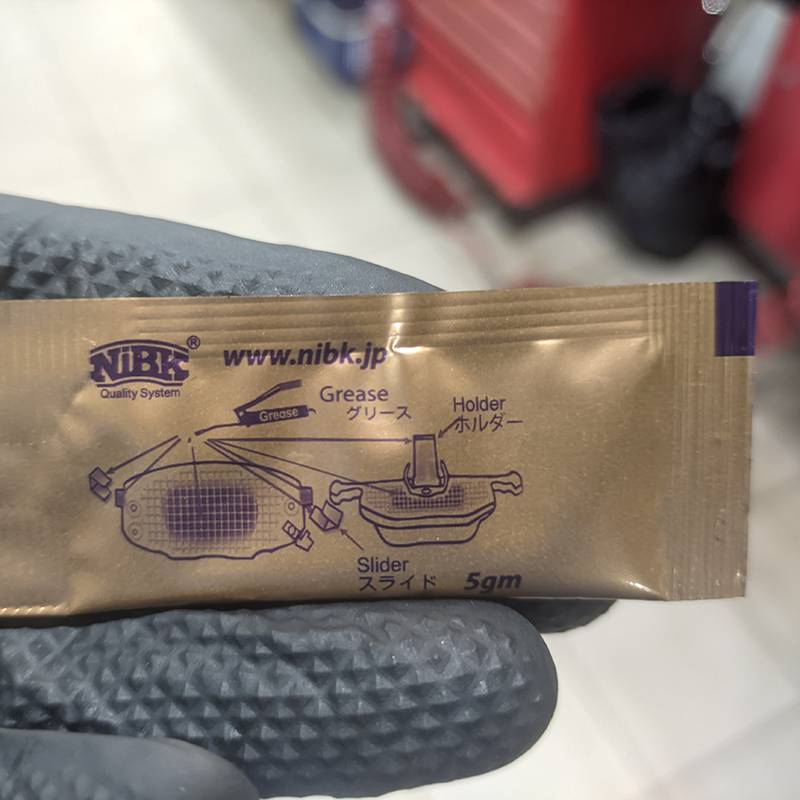 NiBK®
Quality System
www.nibk.jp
Grease
Grease
グリース
Holder
ホルダー
Slider
スライド
5gm